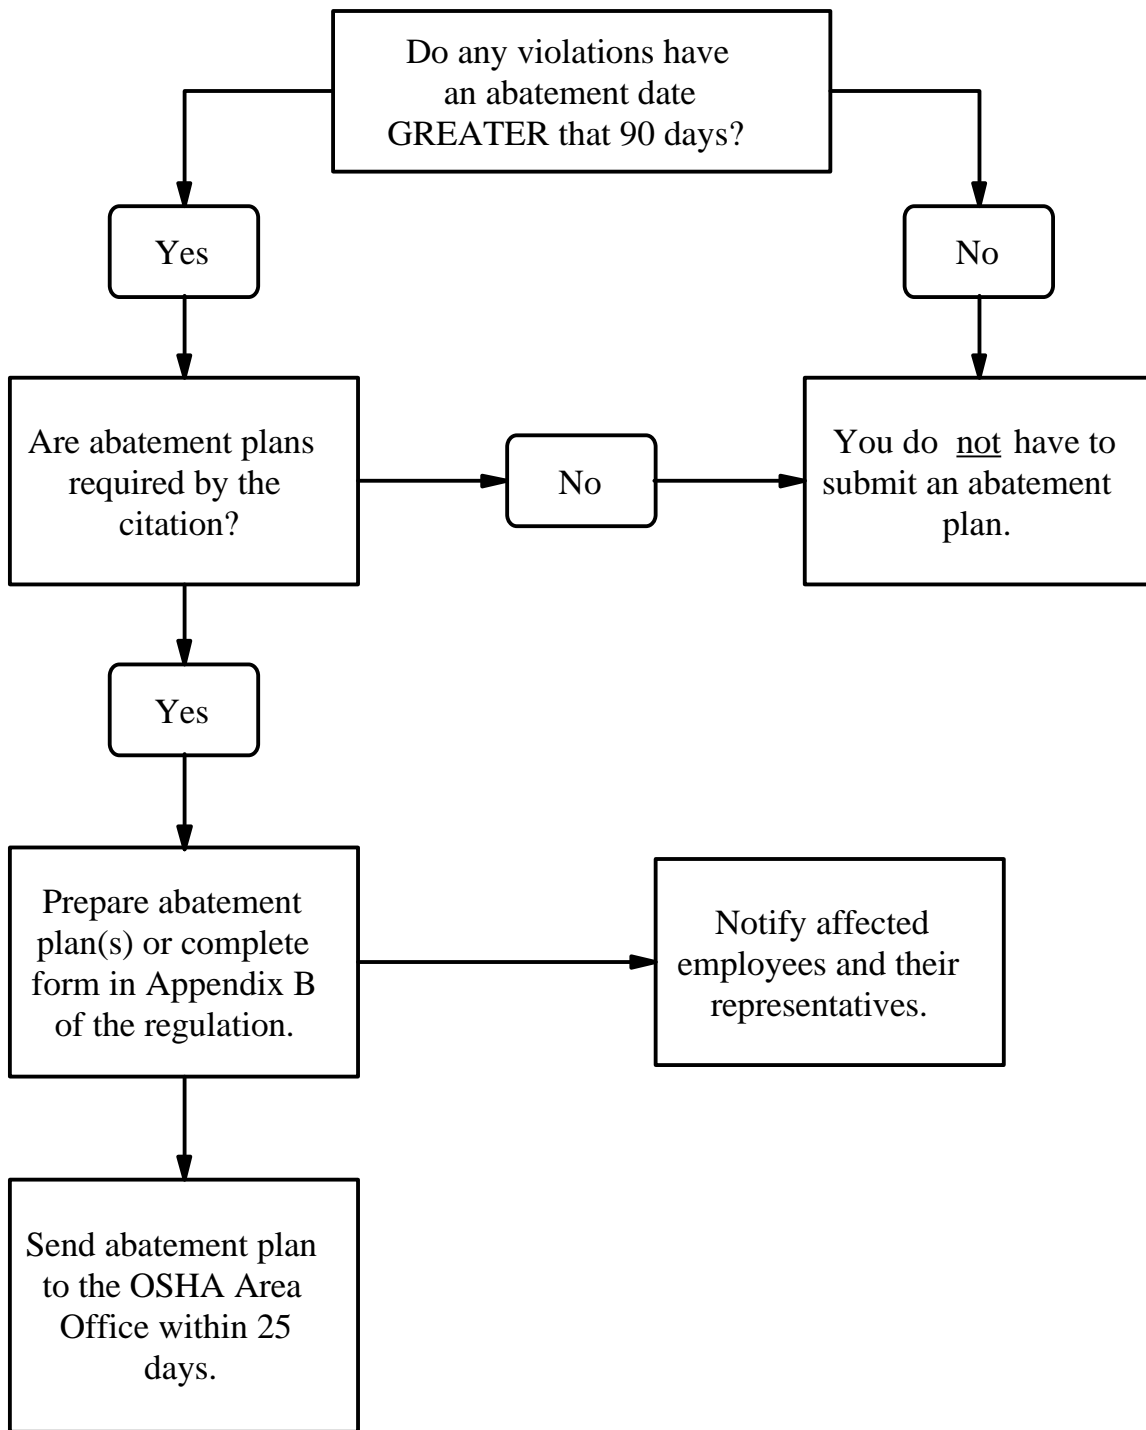 Do any violations have
an abatement date
GREATER that 90 days?
Yes
No
Are abatement plans
required by the
citation?
No
You do not have to
submit an abatement
plan.
Yes
Prepare abatement
plan(s) or complete
form in Appendix B
of the regulation.
Notify affected
employees and their
representatives.
Send abatement plan
to the OSHA Area
Office within 25
days.